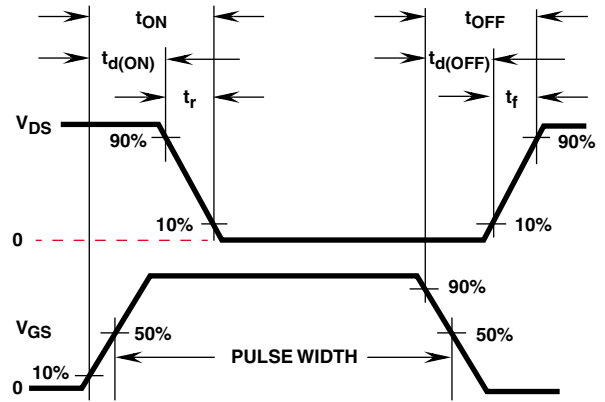 tON tOFF
td(ON) td(OFF)
tr tf
VDS
90% 90%
10% 10%
0
90%
VGS 50% 50%
PULSE WIDTH
10%
0